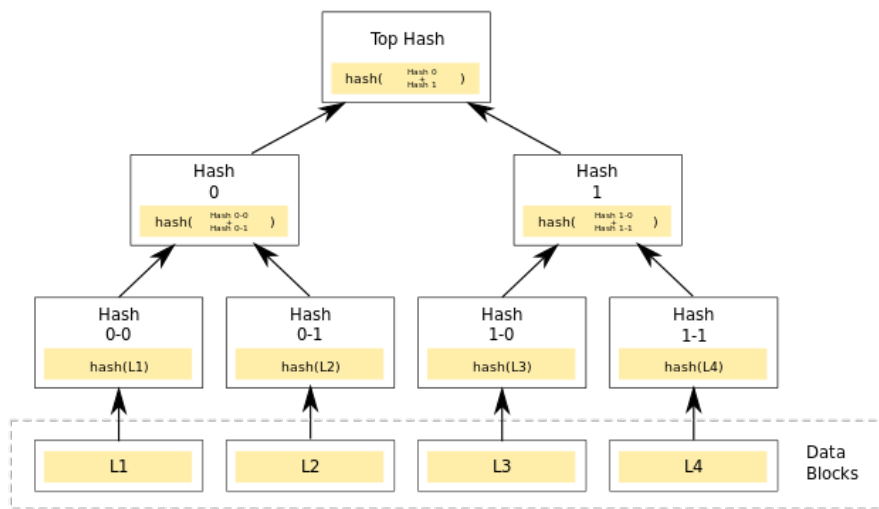 Top Hash
hash( Hash 0 + Hash 1 )
Hash
0
hash( Hash 0-0 + Hash 0-1 )
Hash
1
hash( Hash 1-0 + Hash 1-1 )
Hash
0-0
hash(L1)
Hash
0-1
hash(L2)
Hash
1-0
hash(L3)
Hash
1-1
hash(L4)
L1
L2
L3
L4
Data
Blocks